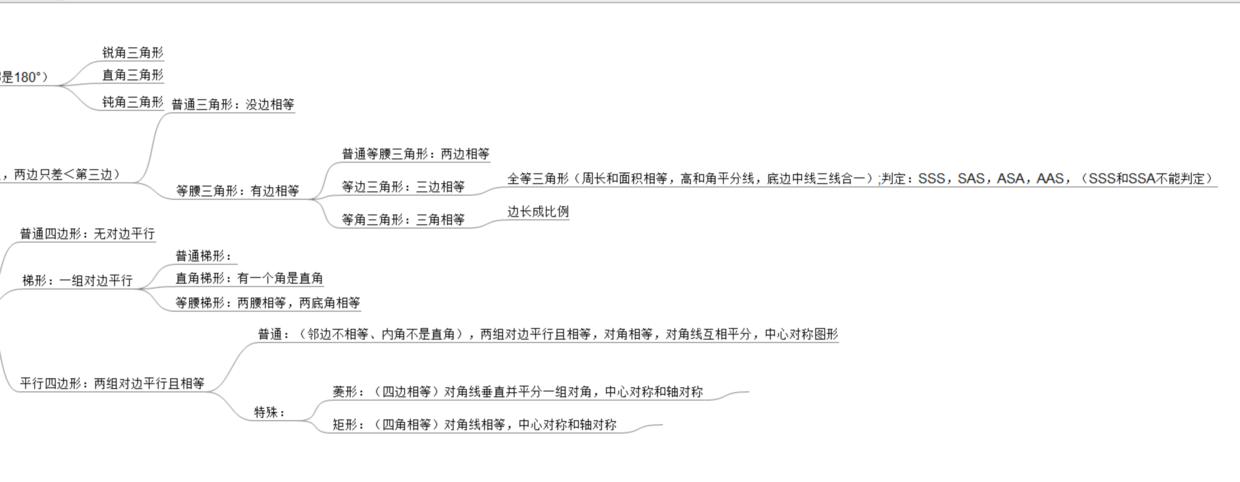 锐角三角形
是180°）
直角三角形
钝角三角形
普通三角形：没边相等
，两边只差＜第三边）
普通等腰三角形：两边相等
等腰三角形：有边相等
等边三角形：三边相等
全等三角形（周长和面积相等，高和角平分线，底边中线三线合一）;判定：SSS，SAS，ASA，AAS，（SSS和SSA不能判定）
等角三角形：三角相等
边长成比例
普通四边形：无对边平行
梯形：一组对边平行
普通梯形：
直角梯形：有一个角是直角
等腰梯形：两腰相等，两底角相等
平行四边形：两组对边平行且相等
普通：（邻边不相等、内角不是直角），两组对边平行且相等，对角相等，对角线互相平分，中心对称图形
特殊：
菱形：（四边相等）对角线垂直并平分一组对角，中心对称和轴对称
矩形：（四角相等）对角线相等，中心对称和轴对称